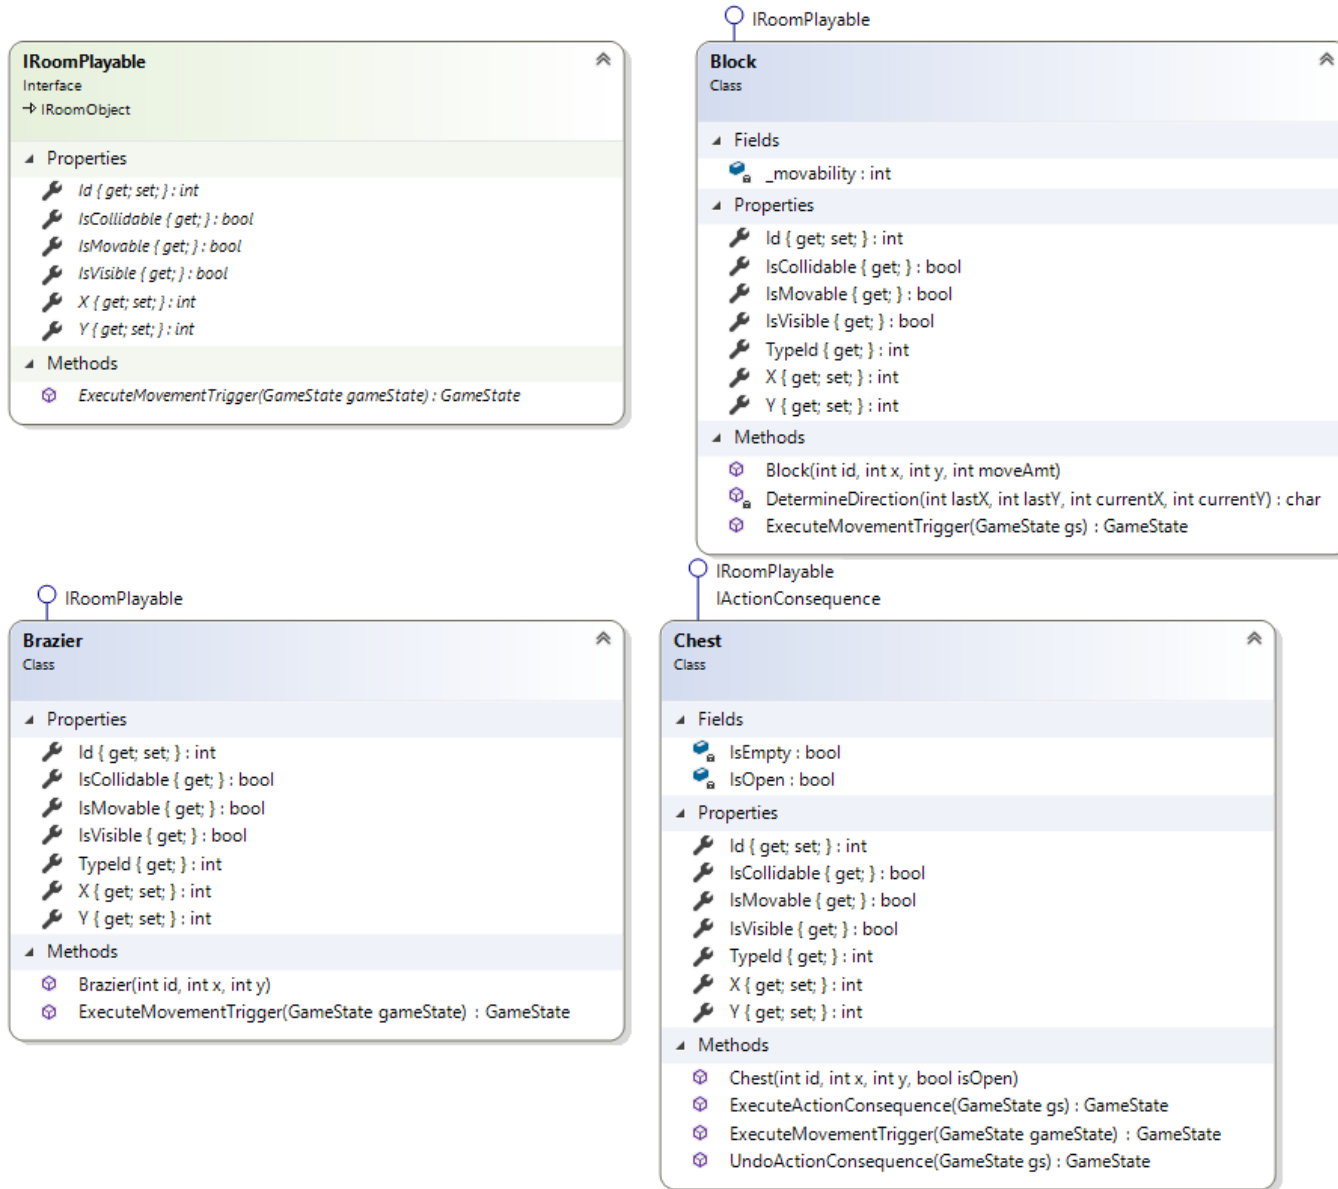 IRoomPlayable
Interface
IRoomObject
Properties
Id { get; set; } : int
IsCollidable { get; } : bool
IsMovable { get; } : bool
IsVisible { get; } : bool
X { get; set; } : int
Y { get; set; } : int
Methods
ExecuteMovementTrigger(GameState gameState) : GameState
IRoomPlayable
Block
Class
Fields
_movability : int
Properties
Id { get; set; } : int
IsCollidable { get; } : bool
IsMovable { get; } : bool
IsVisible { get; } : bool
TypeId { get; } : int
X { get; set; } : int
Y { get; set; } : int
Methods
Block(int id, int x, int y, int moveAmt)
DetermineDirection(int lastX, int lastY, int currentX, int currentY) : char
ExecuteMovementTrigger(GameState gs) : GameState
IRoomPlayable
Brazier
Class
Properties
Id { get; set; } : int
IsCollidable { get; } : bool
IsMovable { get; } : bool
IsVisible { get; } : bool
TypeId { get; } : int
X { get; set; } : int
Y { get; set; } : int
Methods
Brazier(int id, int x, int y)
ExecuteMovementTrigger(GameState gameState) : GameState
IRoomPlayable
IActionConsequence
Chest
Class
Fields
IsEmpty : bool
IsOpen : bool
Properties
Id { get; set; } : int
IsCollidable { get; } : bool
IsMovable { get; } : bool
IsVisible { get; } : bool
TypeId { get; } : int
X { get; set; } : int
Y { get; set; } : int
Methods
Chest(int id, int x, int y, bool isOpen)
ExecuteActionConsequence(GameState gs) : GameState
ExecuteMovementTrigger(GameState gameState) : GameState
UndoActionConsequence(GameState gs) : GameState